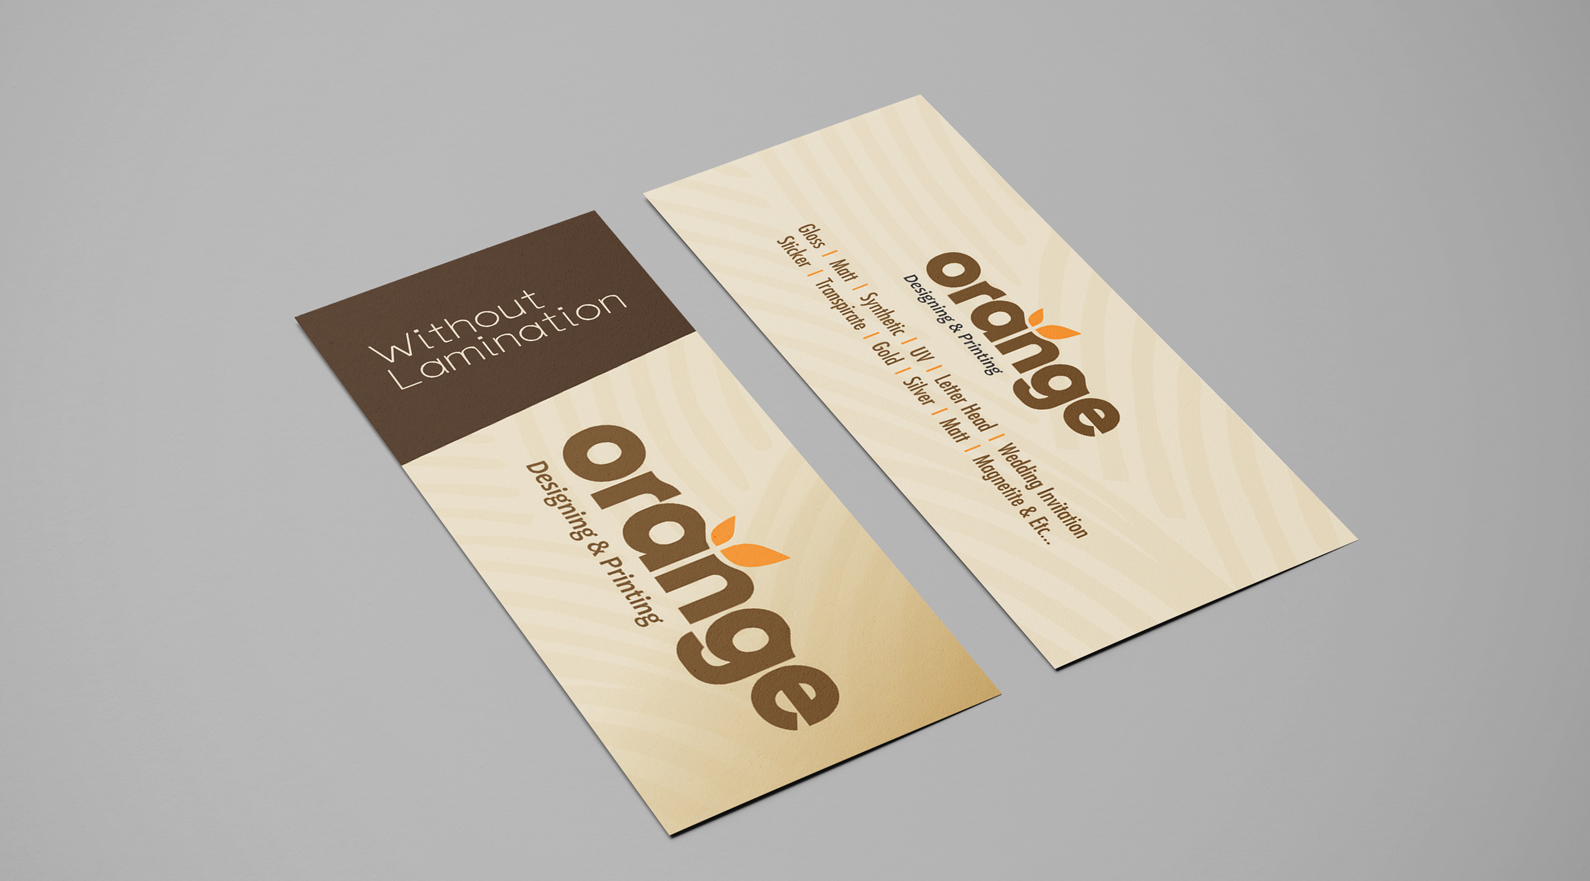 Without
Lamination
orange
Designing & Printing
orange
Designing & Printing
Gloss | Matt | Synthetic | UV | Letter Head | Wedding Invitation
Sticker | Transpirate | Gold | Silver | Matt | Magnetite & Etc...